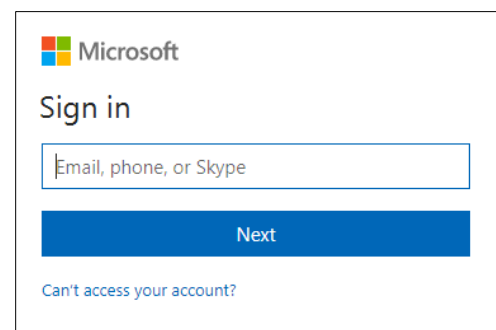 Microsoft
Sign in
Email, phone, or Skype
Next
Can't access your account?